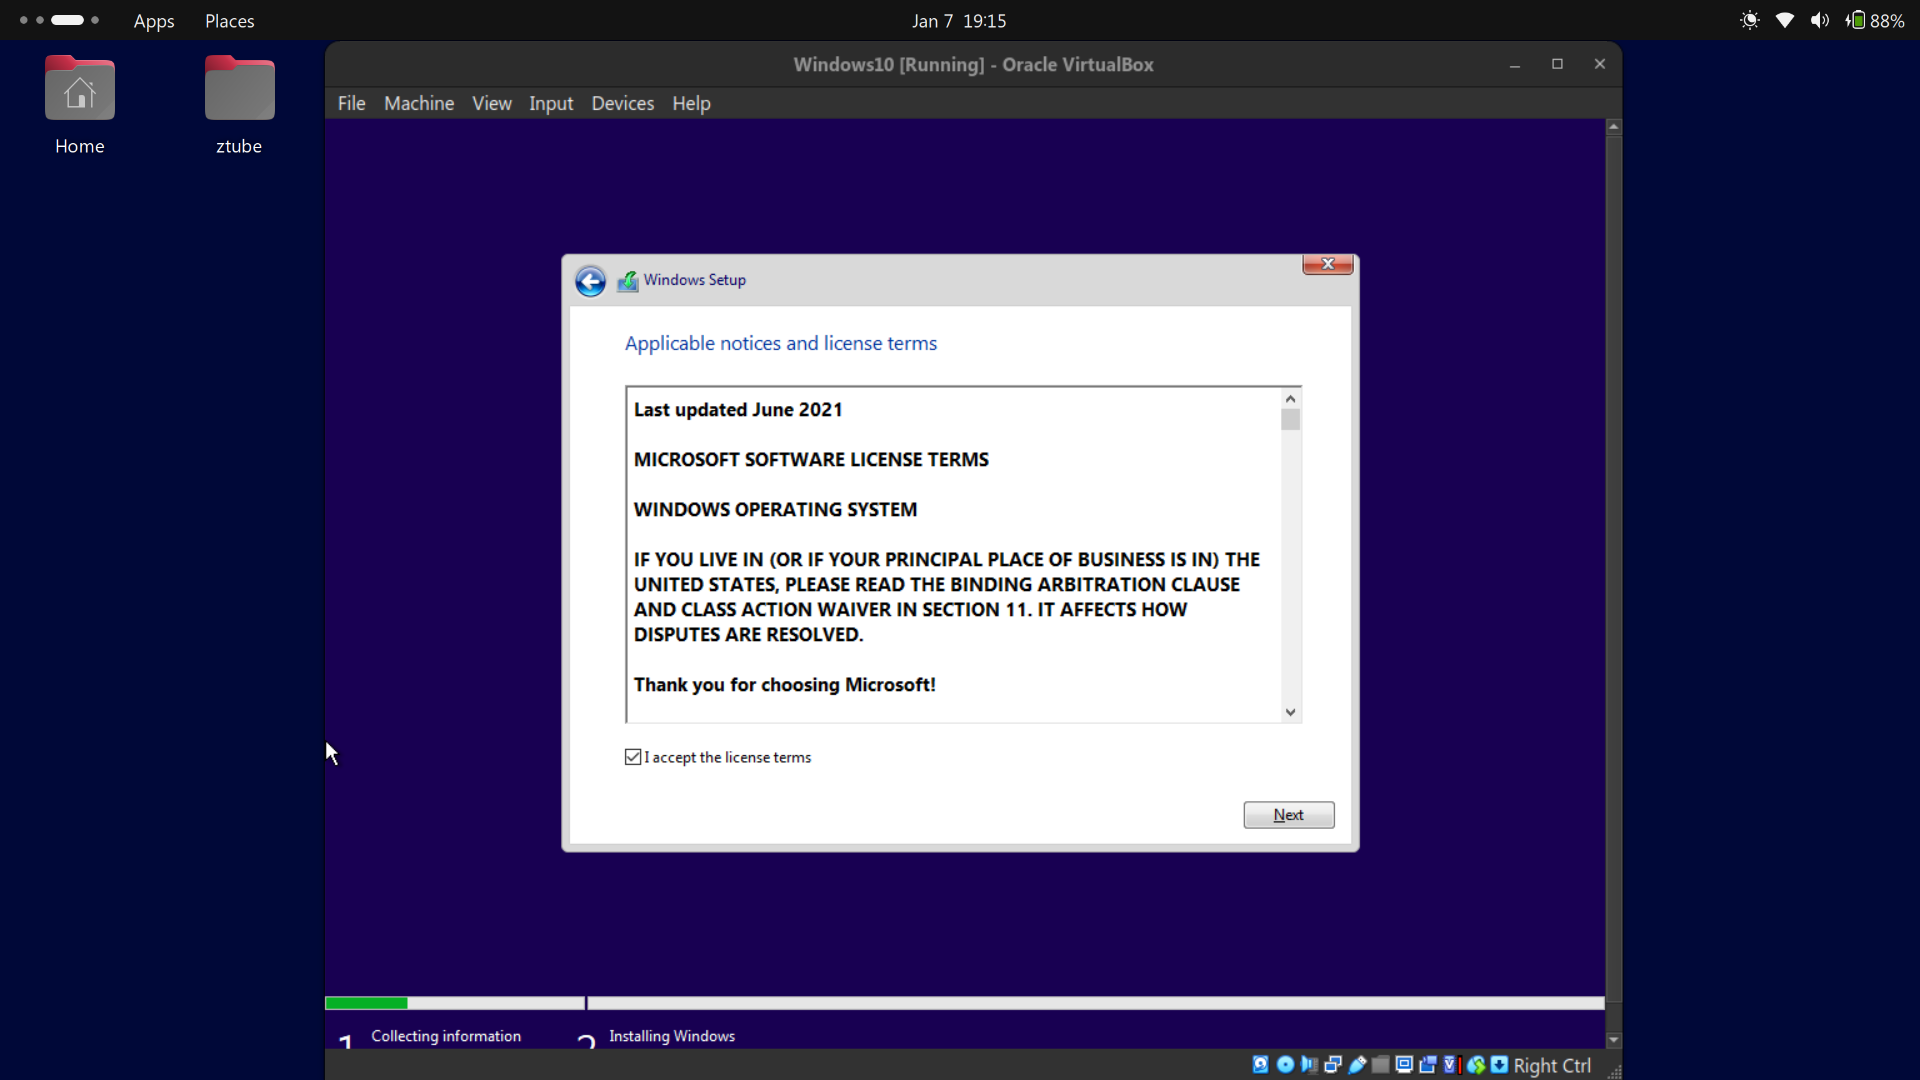 Apps Places Jan 7 19:15 88%
Home ztube
Windows10 [Running] - Oracle VirtualBox
File Machine View Input Devices Help
Windows Setup
Applicable notices and license terms
Last updated June 2021
MICROSOFT SOFTWARE LICENSE TERMS
WINDOWS OPERATING SYSTEM
IF YOU LIVE IN (OR IF YOUR PRINCIPAL PLACE OF BUSINESS IS IN) THE
UNITED STATES, PLEASE READ THE BINDING ARBITRATION CLAUSE
AND CLASS ACTION WAIVER IN SECTION 11. IT AFFECTS HOW
DISPUTES ARE RESOLVED.
Thank you for choosing Microsoft!
I accept the license terms
Next
1 Collecting information 2 Installing Windows
Right Ctrl